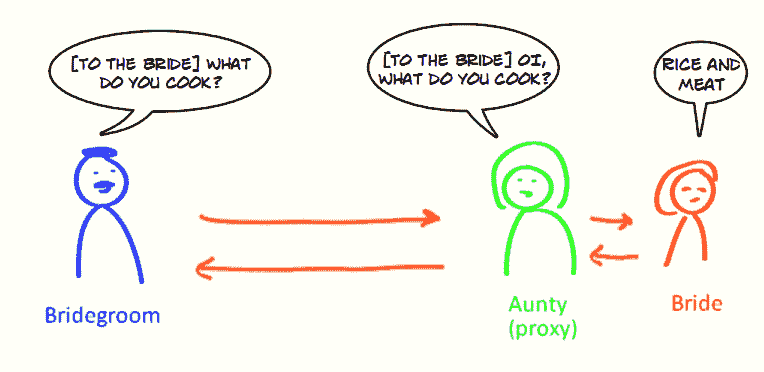 [TO THE BRIDE] WHAT
DO YOU COOK?
[TO THE BRIDE] OI,
WHAT DO YOU COOK?
RICE AND
MEAT
Bridegroom
Aunty
(proxy)
Bride